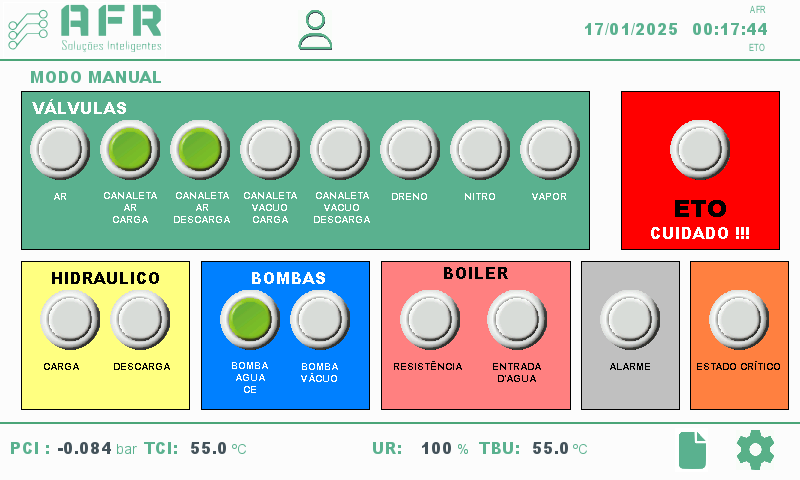 AFR
Soluções Inteligentes
AFR
17/01/2025 00:17:44
ETO
MODO MANUAL
VÁLVULAS
AR
CANALETA
AR
CARGA
CANALETA
AR
DESCARGA
CANALETA
VACUO
CARGA
CANALETA
VACUO
DESCARGA
DRENO
NITRO
VAPOR
ETO
CUIDADO !!!
HIDRAULICO
CARGA
DESCARGA
BOMBAS
BOMBA
AGUA
CE
BOMBA
VÁCUO
BOILER
RESISTÊNCIA
ENTRADA
D'AGUA
ALARME
ESTADO CRÍTICO
PCI : -0.084 bar TCI: 55.0 ºC UR: 100 % TBU: 55.0 ºC